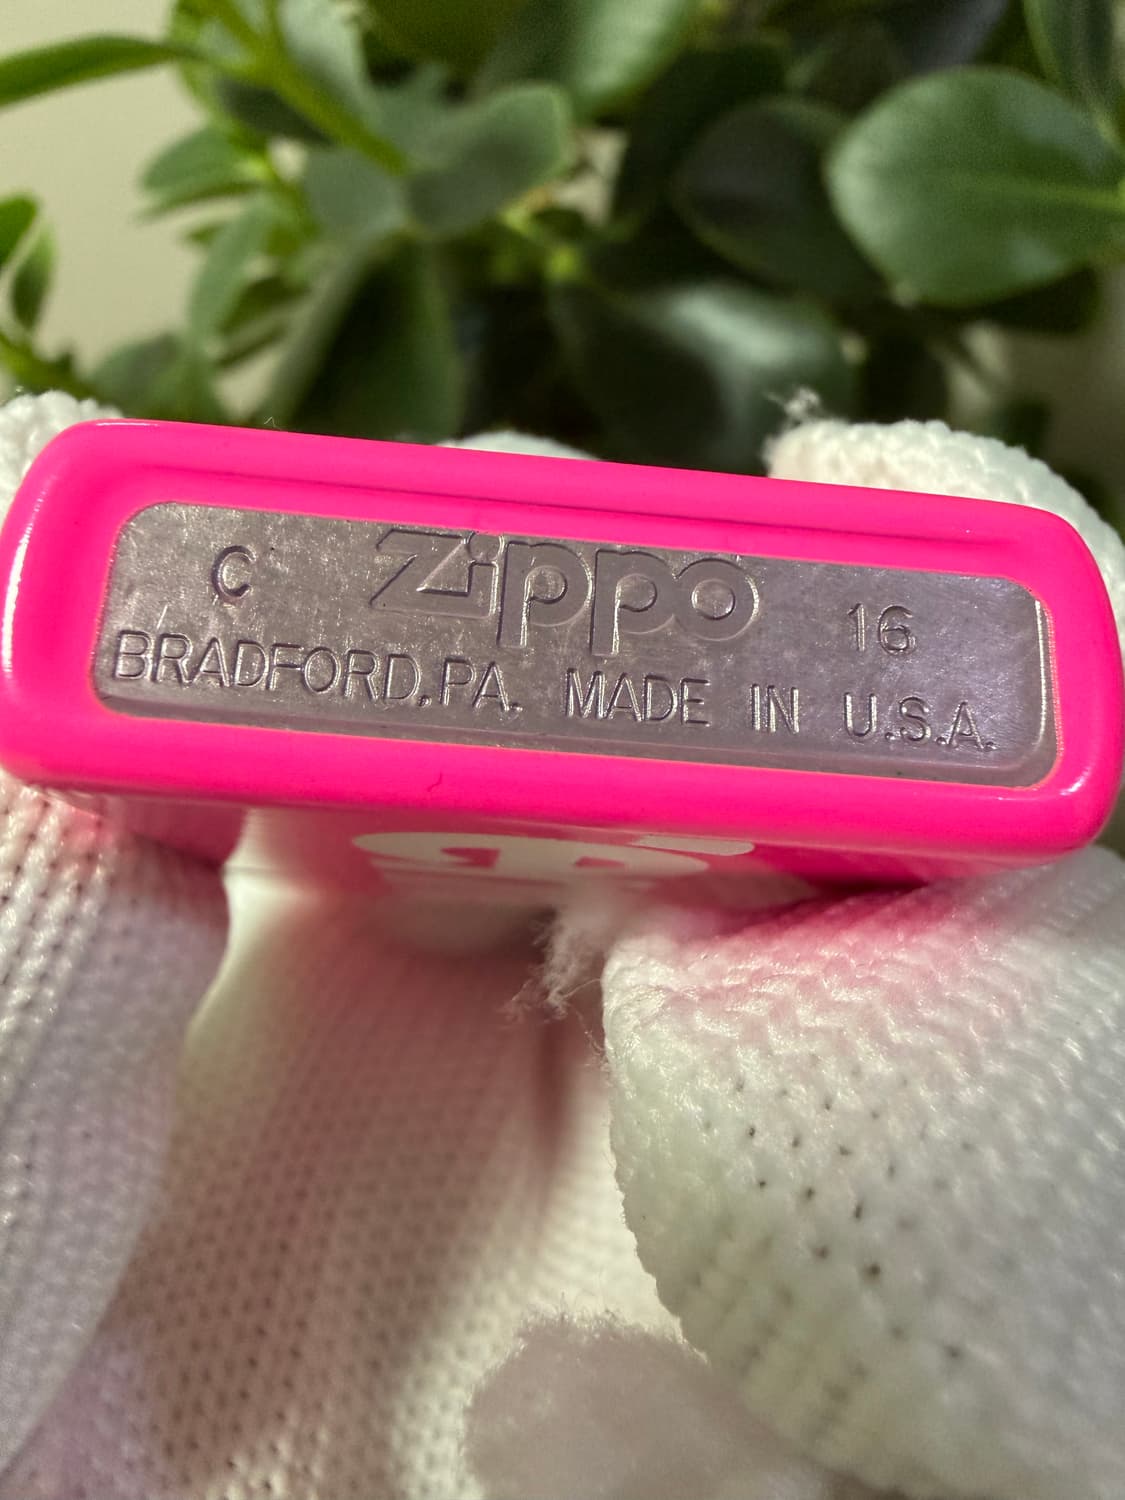 C Zippo 16
BRADFORD, PA. MADE IN U.S.A.